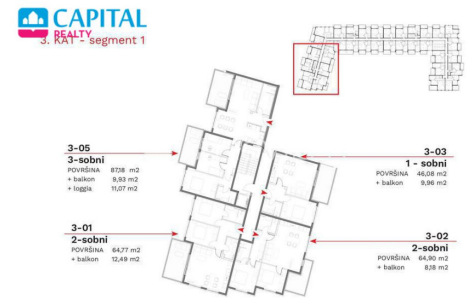 CAPITAL
REALTY
3. KAT - segment 1
3-05
3-sobni
POVRŠINA 87,18 m2
+ balkon 9,93 m2
+ loggia 11,07 m2
3-03
1 - sobni
POVRŠINA 46,08 m2
+ balkon 9,96 m2
3-01
2-sobni
POVRŠINA 64,77 m2
+ balkon 12,49 m2
3-02
2-sobni
POVRŠINA 64,90 m2
+ balkon 8,18 m2